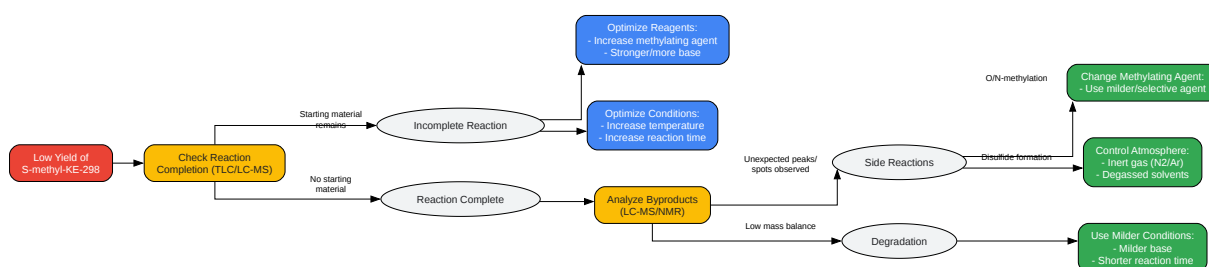 Low Yield of
S-methyl-KE-298
Check Reaction
Completion (TLC/LC-MS)
Starting material
remains
Incomplete Reaction
Optimize Reagents:
- Increase methylating agent
- Stronger/more base
Optimize Conditions:
- Increase temperature
- Increase reaction time
No starting
material
Reaction Complete
Analyze Byproducts
(LC-MS/NMR)
Unexpected peaks/
spots observed
Side Reactions
O/N-methylation
Change Methylating Agent:
- Use milder/selective agent
Disulfide formation
Control Atmosphere:
- Inert gas (N2/Ar)
- Degassed solvents
Low mass balance
Degradation
Use Milder Conditions:
- Milder base
- Shorter reaction time